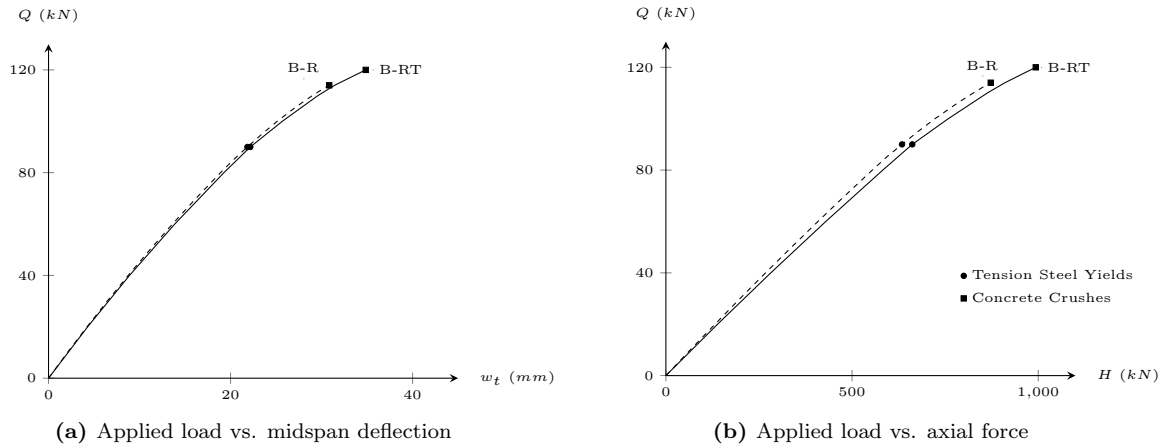 Q (kN)
120
80
40
0
B-R
B-RT
0
20
40
w_t (mm)
(a) Applied load vs. midspan deflection
Q (kN)
120
80
40
0
B-R
B-RT
Tension Steel Yields
Concrete Crushes
0
500
1,000
H (kN)
(b) Applied load vs. axial force